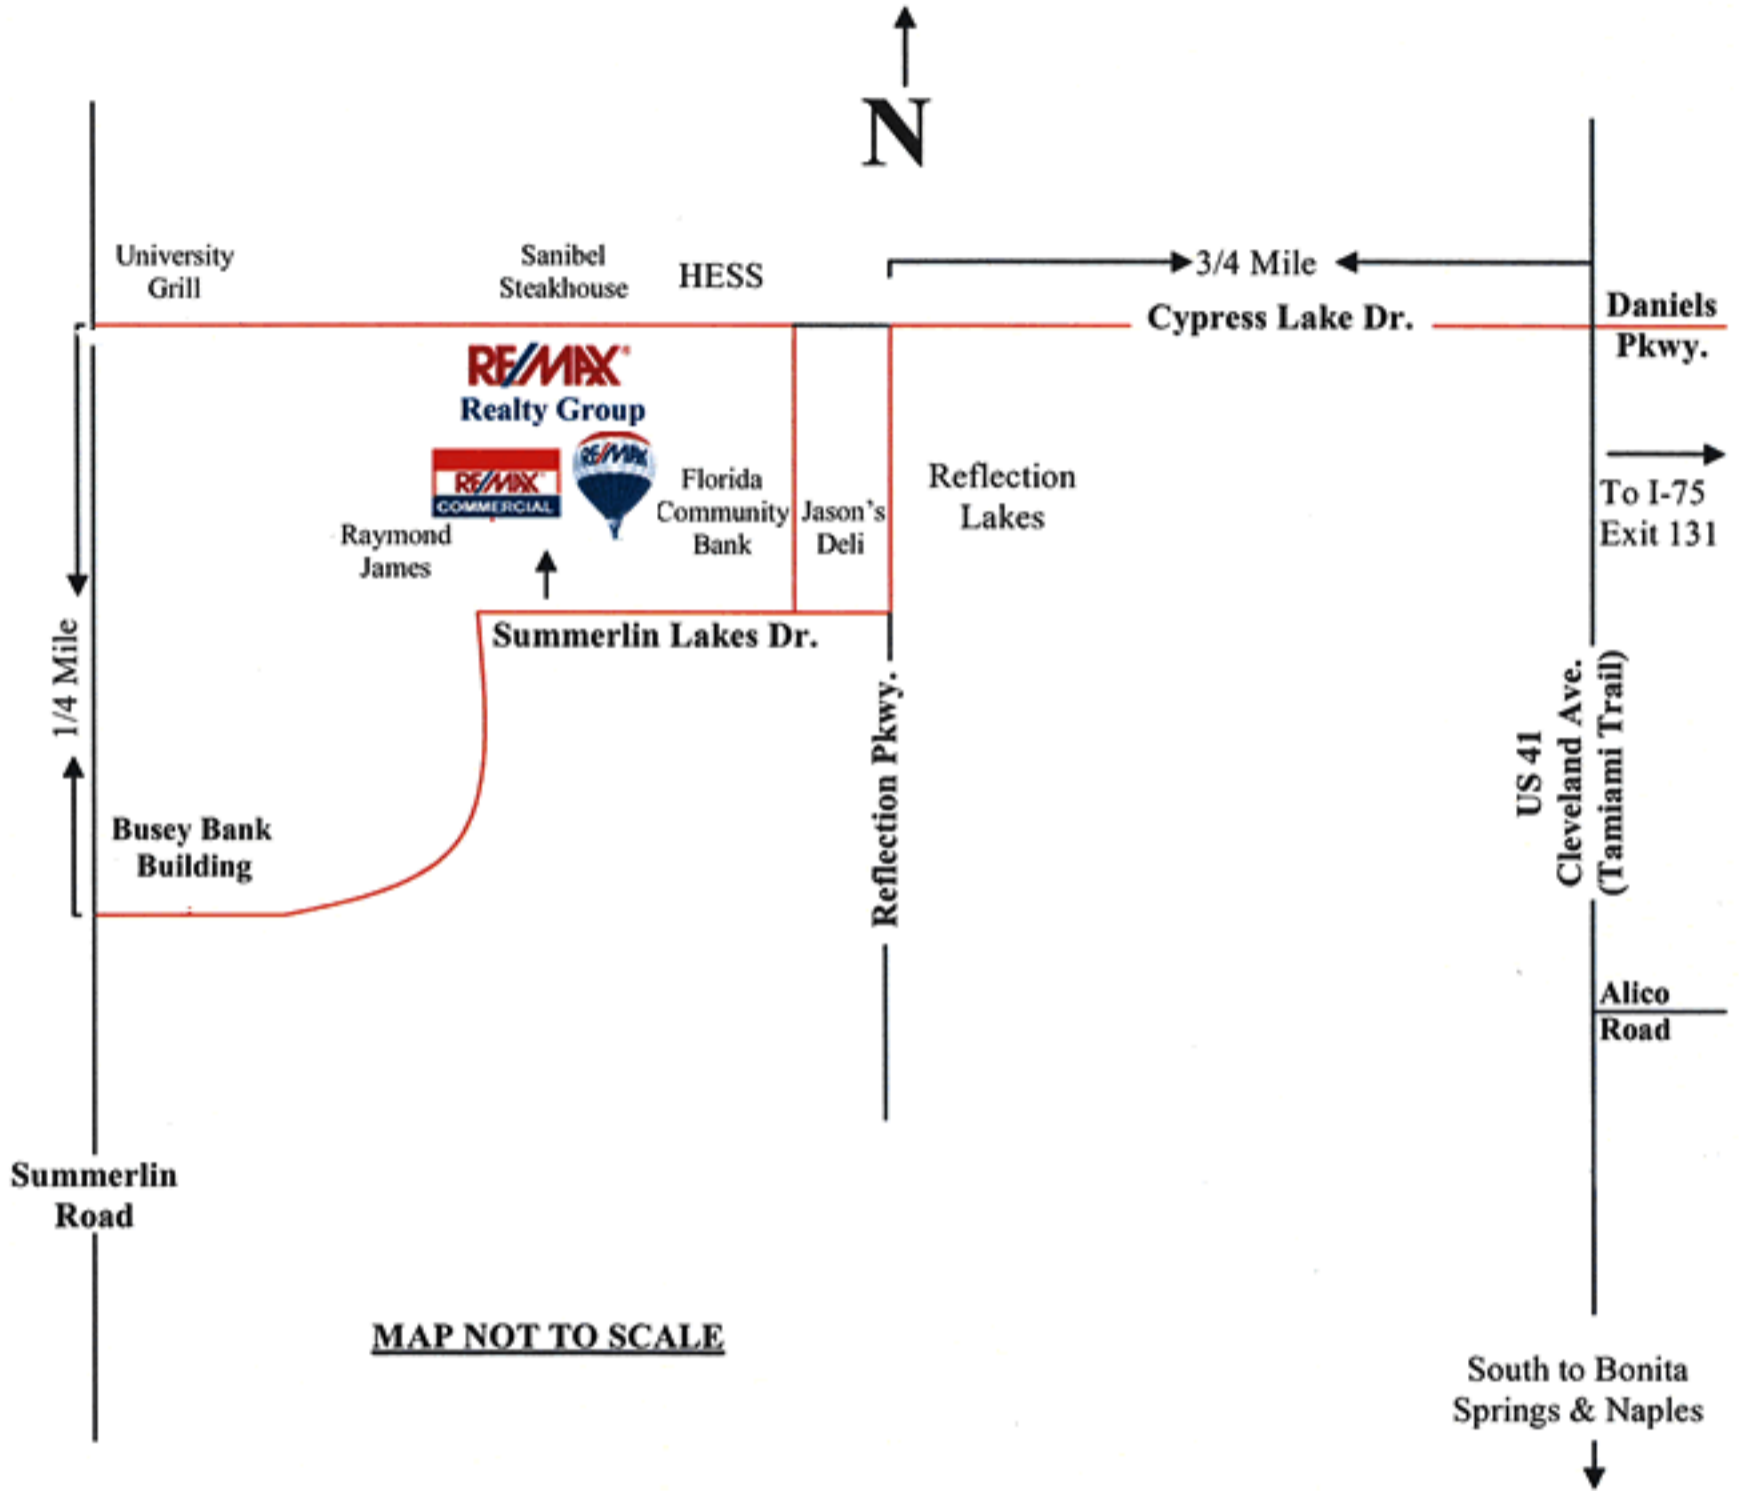 N
University
Grill
Sanibel
Steakhouse
HESS
3/4 Mile
Cypress Lake Dr.
Daniels
Pkwy.
RE/MAX®
Realty Group
RE/MAX
COMMERCIAL
RE/MAX
Raymond
James
Florida
Community
Bank
Jason's
Deli
Reflection
Lakes
To I-75
Exit 131
Summerlin Lakes Dr.
1/4 Mile
Reflection Pkwy.
US 41
Cleveland Ave.
(Tamiami Trail)
Busey Bank
Building
Alico
Road
Summerlin
Road
MAP NOT TO SCALE
South to Bonita
Springs & Naples